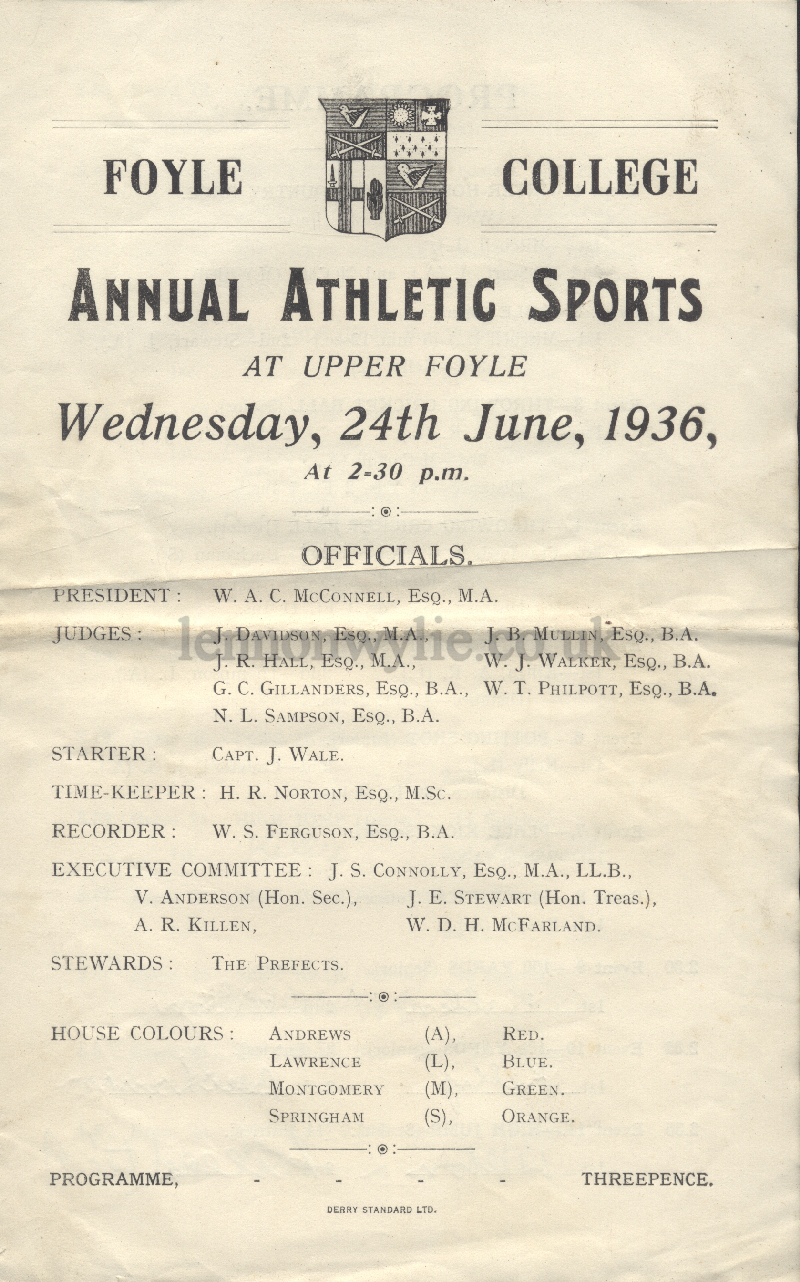 FOYLE COLLEGE
ANNUAL ATHLETIC SPORTS
AT UPPER FOYLE
Wednesday, 24th June, 1936,
At 2-30 p.m.
OFFICIALS.
PRESIDENT : W. A. C. McConnell, Esq., M.A.
JUDGES : J. Davidson, Esq., M.A., J. B. Mullin, Esq., B.A.
lennonwylie.co.uk
J. R. Hall, Esq., M.A., W. J. Walker, Esq., B.A.
G. C. Gillanders, Esq., B.A., W. T. Philpott, Esq., B.A.
N. L. Sampson, Esq., B.A.
STARTER : Capt. J. Wale.
TIME-KEEPER : H. R. Norton, Esq., M.Sc.
RECORDER : W. S. Ferguson, Esq., B.A.
EXECUTIVE COMMITTEE : J. S. Connolly, Esq., M.A., LL.B.,
V. Anderson (Hon. Sec.), J. E. Stewart (Hon. Treas.),
A. R. Killen, W. D. H. McFarland.
STEWARDS : The Prefects.
HOUSE COLOURS : Andrews (A), Red.
Lawrence (L), Blue.
Montgomery (M), Green.
Springham (S), Orange.
PROGRAMME, - - - - THREEPENCE.
DERRY STANDARD LTD.